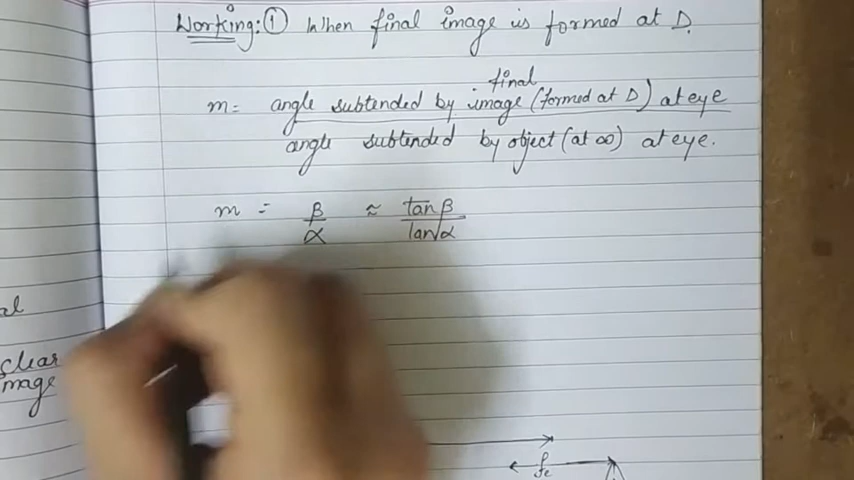 Working: ① When final image is formed at D.
final
m = angle subtended by image (formed at D) at eye
angle subtended by object (at ∞) at eye.
m = β/α ≈ tanβ/tanα
al
clear
mage
fe